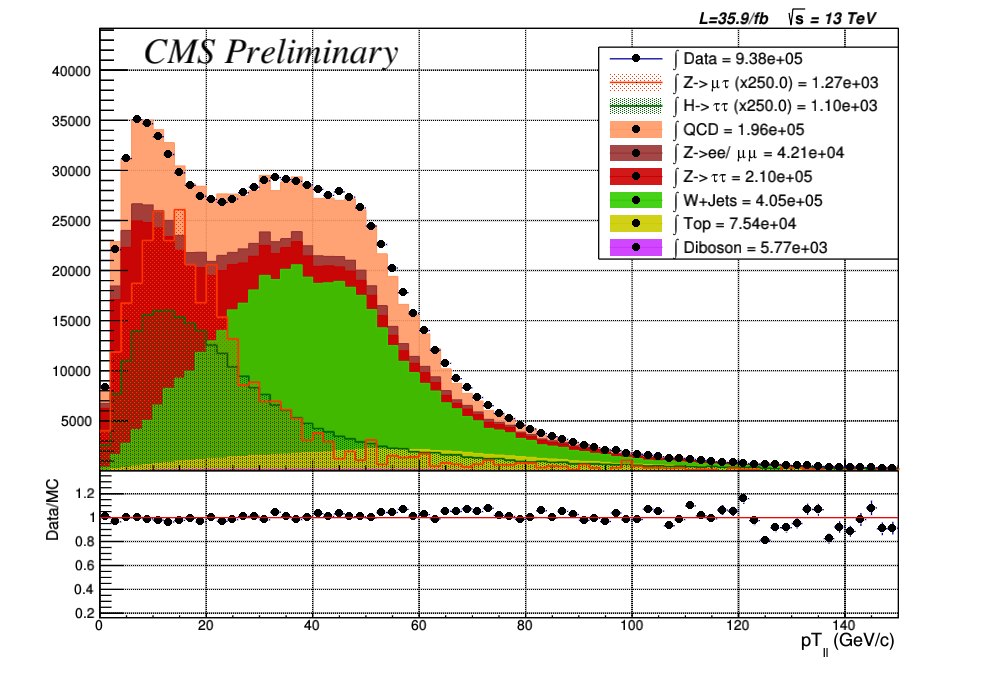 L=35.9/fb √s = 13 TeV
CMS Preliminary
∫ Data = 9.38e+05
∫ Z->μτ (x250.0) = 1.27e+03
∫ H->ττ (x250.0) = 1.10e+03
∫ QCD = 1.96e+05
∫ Z->ee/ μμ = 4.21e+04
∫ Z->ττ = 2.10e+05
∫ W+Jets = 4.05e+05
∫ Top = 7.54e+04
∫ Diboson = 5.77e+03
40000
35000
30000
25000
20000
15000
10000
5000
Data/MC
1.2
1
0.8
0.6
0.4
0.2
0 20 40 60 80 100 120 140
pT_ll (GeV/c)